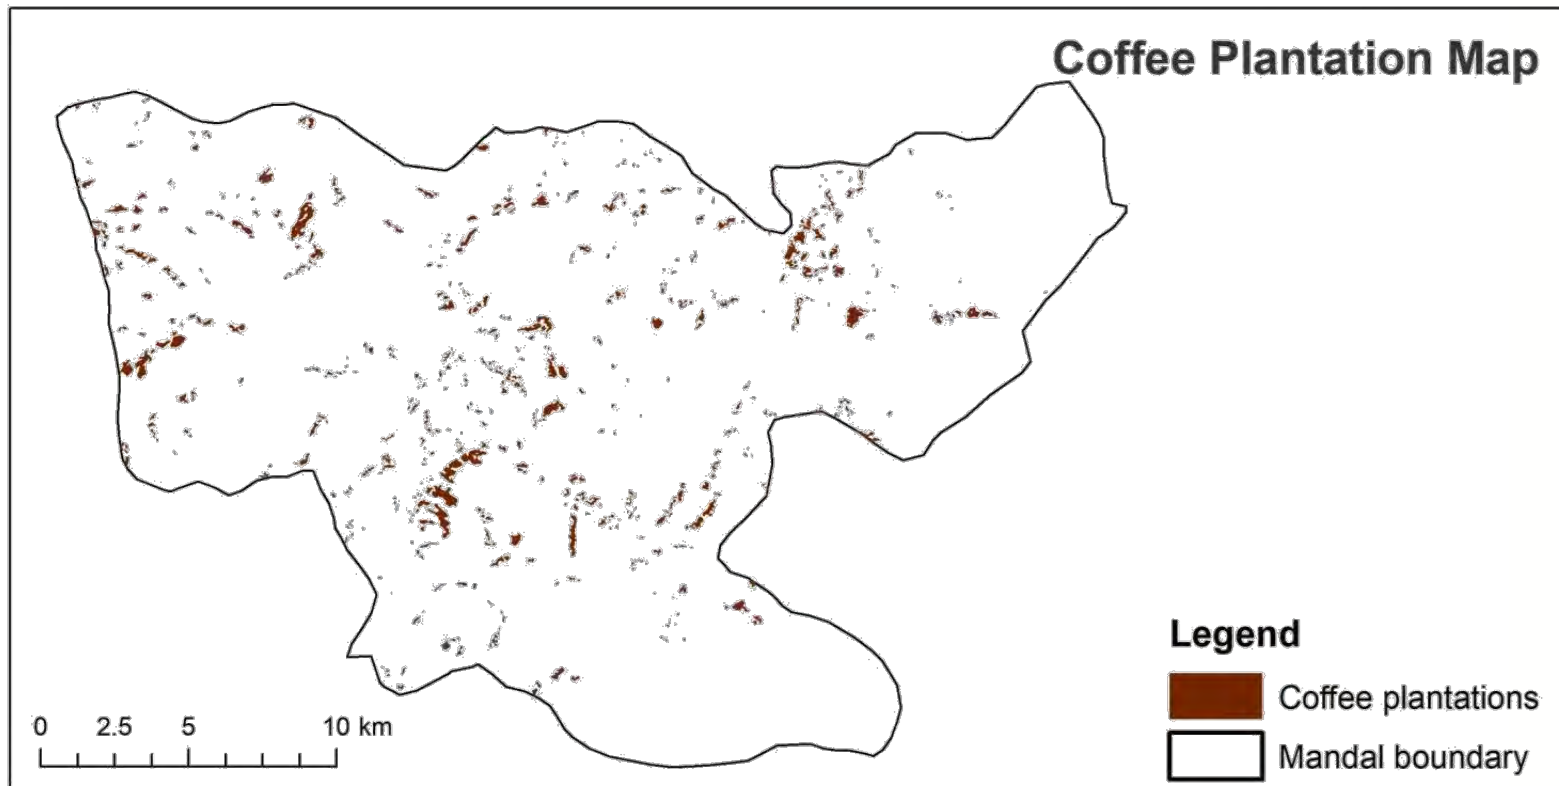 Coffee Plantation Map
Legend
Coffee plantations
Mandal boundary
0 2.5 5 10 km